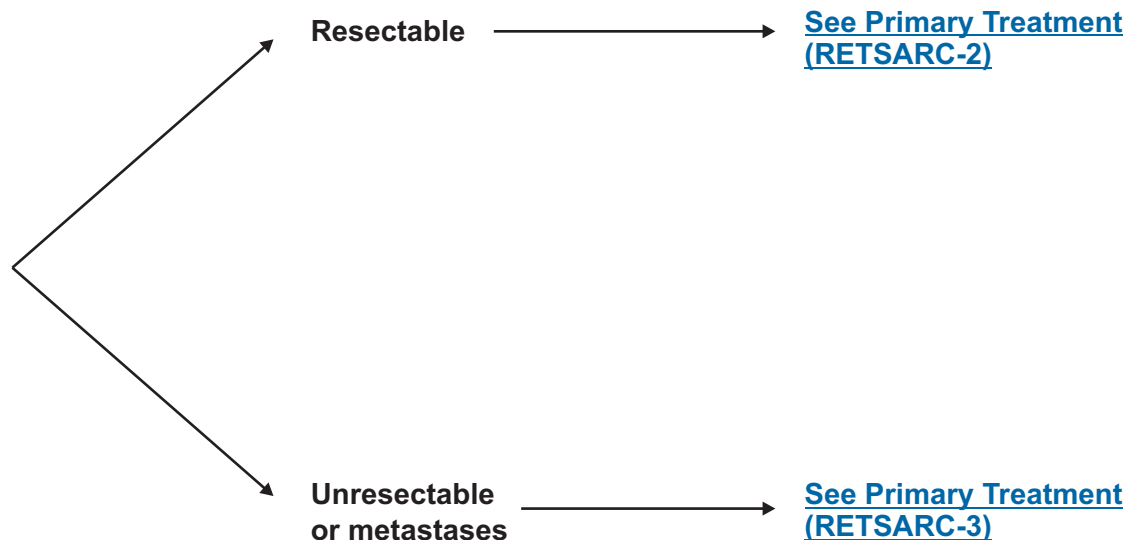 Resectable
See Primary Treatment
(RETSARC-2)
Unresectable
or metastases
See Primary Treatment
(RETSARC-3)